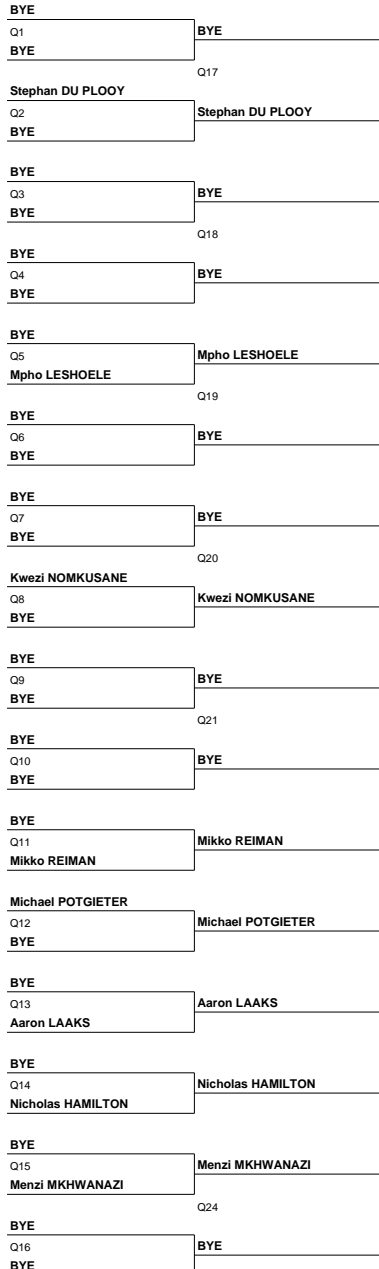 BYE
Q1
BYE
BYE
Q17
Stephan DU PLOOY
Q2
Stephan DU PLOOY
BYE
BYE
Q3
BYE
BYE
Q18
BYE
Q4
BYE
BYE
BYE
Q5
Mpho LESHOELE
Mpho LESHOELE
Q19
BYE
Q6
BYE
BYE
BYE
Q7
BYE
BYE
Q20
Kwezi NOMKUSANE
Q8
Kwezi NOMKUSANE
BYE
BYE
Q9
BYE
BYE
Q21
BYE
Q10
BYE
BYE
BYE
Q11
Mikko REIMAN
Mikko REIMAN
Michael POTGIETER
Q12
Michael POTGIETER
BYE
BYE
Q13
Aaron LAAKS
Aaron LAAKS
BYE
Q14
Nicholas HAMILTON
Nicholas HAMILTON
BYE
Q15
Menzi MKHWANAZI
Menzi MKHWANAZI
Q24
BYE
Q16
BYE
BYE